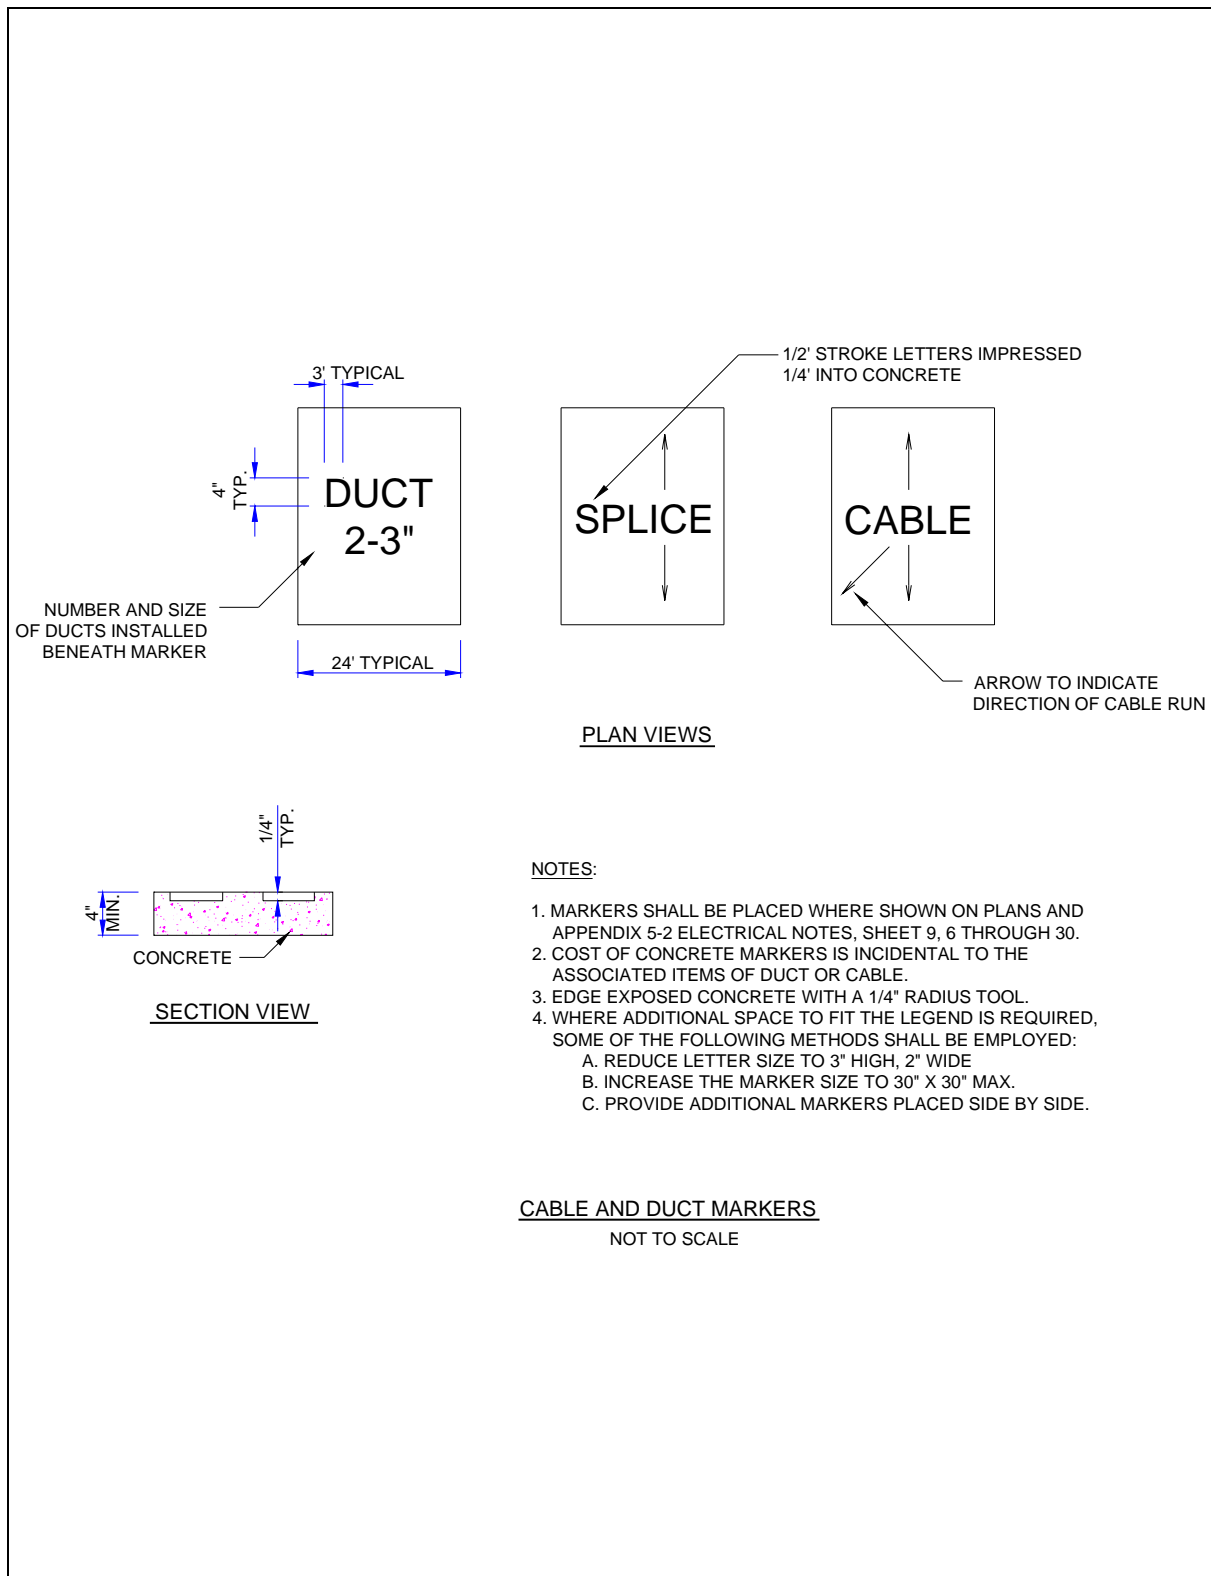 1/2' STROKE LETTERS IMPRESSED
1/4' INTO CONCRETE
3' TYPICAL
4"
TYP.
DUCT
2-3"
SPLICE
CABLE
NUMBER AND SIZE
OF DUCTS INSTALLED
BENEATH MARKER
24' TYPICAL
ARROW TO INDICATE
DIRECTION OF CABLE RUN
PLAN VIEWS
1/4"
TYP.
4"
MIN.
CONCRETE
SECTION VIEW
NOTES:
1. MARKERS SHALL BE PLACED WHERE SHOWN ON PLANS AND
APPENDIX 5-2 ELECTRICAL NOTES, SHEET 9, 6 THROUGH 30.
2. COST OF CONCRETE MARKERS IS INCIDENTAL TO THE
ASSOCIATED ITEMS OF DUCT OR CABLE.
3. EDGE EXPOSED CONCRETE WITH A 1/4" RADIUS TOOL.
4. WHERE ADDITIONAL SPACE TO FIT THE LEGEND IS REQUIRED,
SOME OF THE FOLLOWING METHODS SHALL BE EMPLOYED:
A. REDUCE LETTER SIZE TO 3" HIGH, 2" WIDE
B. INCREASE THE MARKER SIZE TO 30" X 30" MAX.
C. PROVIDE ADDITIONAL MARKERS PLACED SIDE BY SIDE.
CABLE AND DUCT MARKERS
NOT TO SCALE